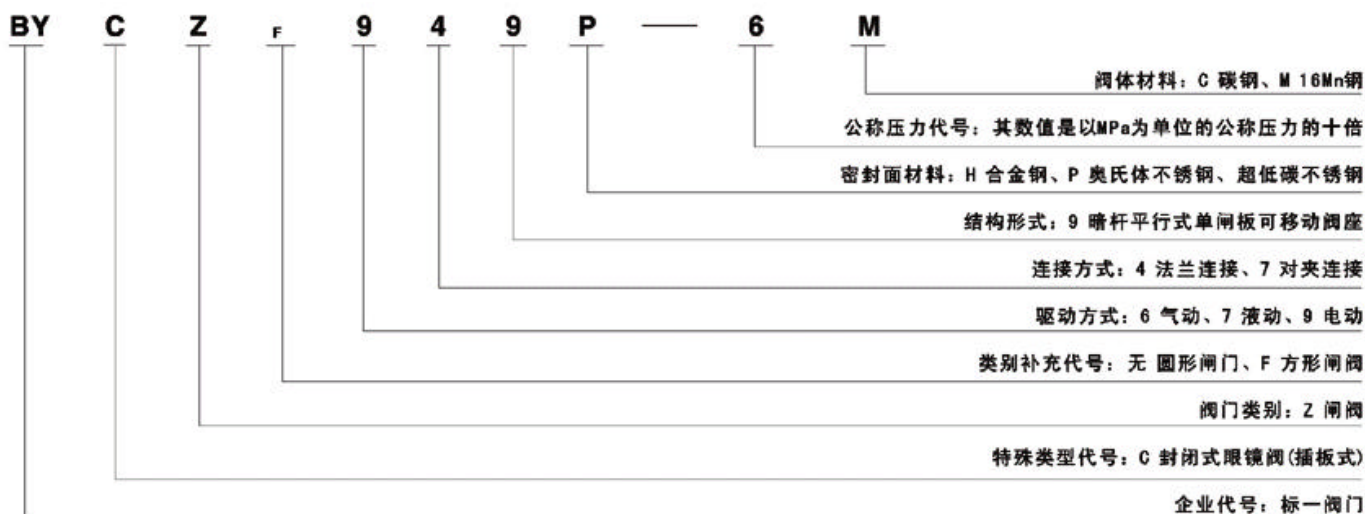 BY C Z F 9 4 9 P — 6 M
阀体材料：C 碳钢、M 16Mn钢
公称压力代号：其数值是以MPa为单位的公称压力的十倍
密封面材料：H 合金钢、P 奥氏体不锈钢、超低碳不锈钢
结构形式：9 暗杆平行式单闸板可移动阀座
连接方式：4 法兰连接、7 对夹连接
驱动方式：6 气动、7 液动、9 电动
类别补充代号：无 圆形闸门、F 方形闸阀
阀门类别：Z 闸阀
特殊类型代号：C 封闭式眼镜阀(插板式)
企业代号：标一阀门